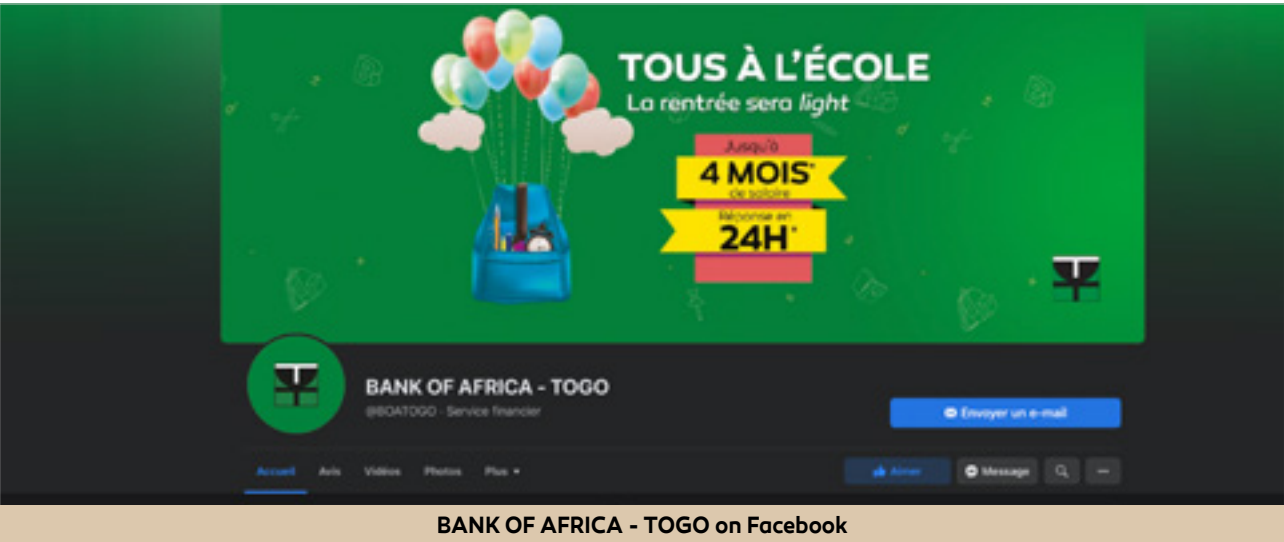 TOUS À L'ÉCOLE
La rentrée sera light
Jusqu'à
4 MOIS*
de salaire
Réponse en
24H*
BANK OF AFRICA - TOGO
@BOATOGO · Service financier
Envoyer un e-mail
Accueil Avis Vidéos Photos Plus
Aimer Message
BANK OF AFRICA - TOGO on Facebook